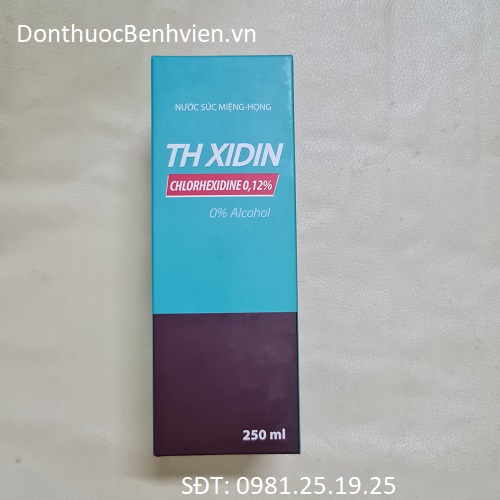 DonthuocBenhvien.vn
NƯỚC SÚC MIỆNG-HỌNG
TH XIDIN
CHLORHEXIDINE 0,12%
0% Alcohol
250 ml
SĐT: 0981.25.19.25